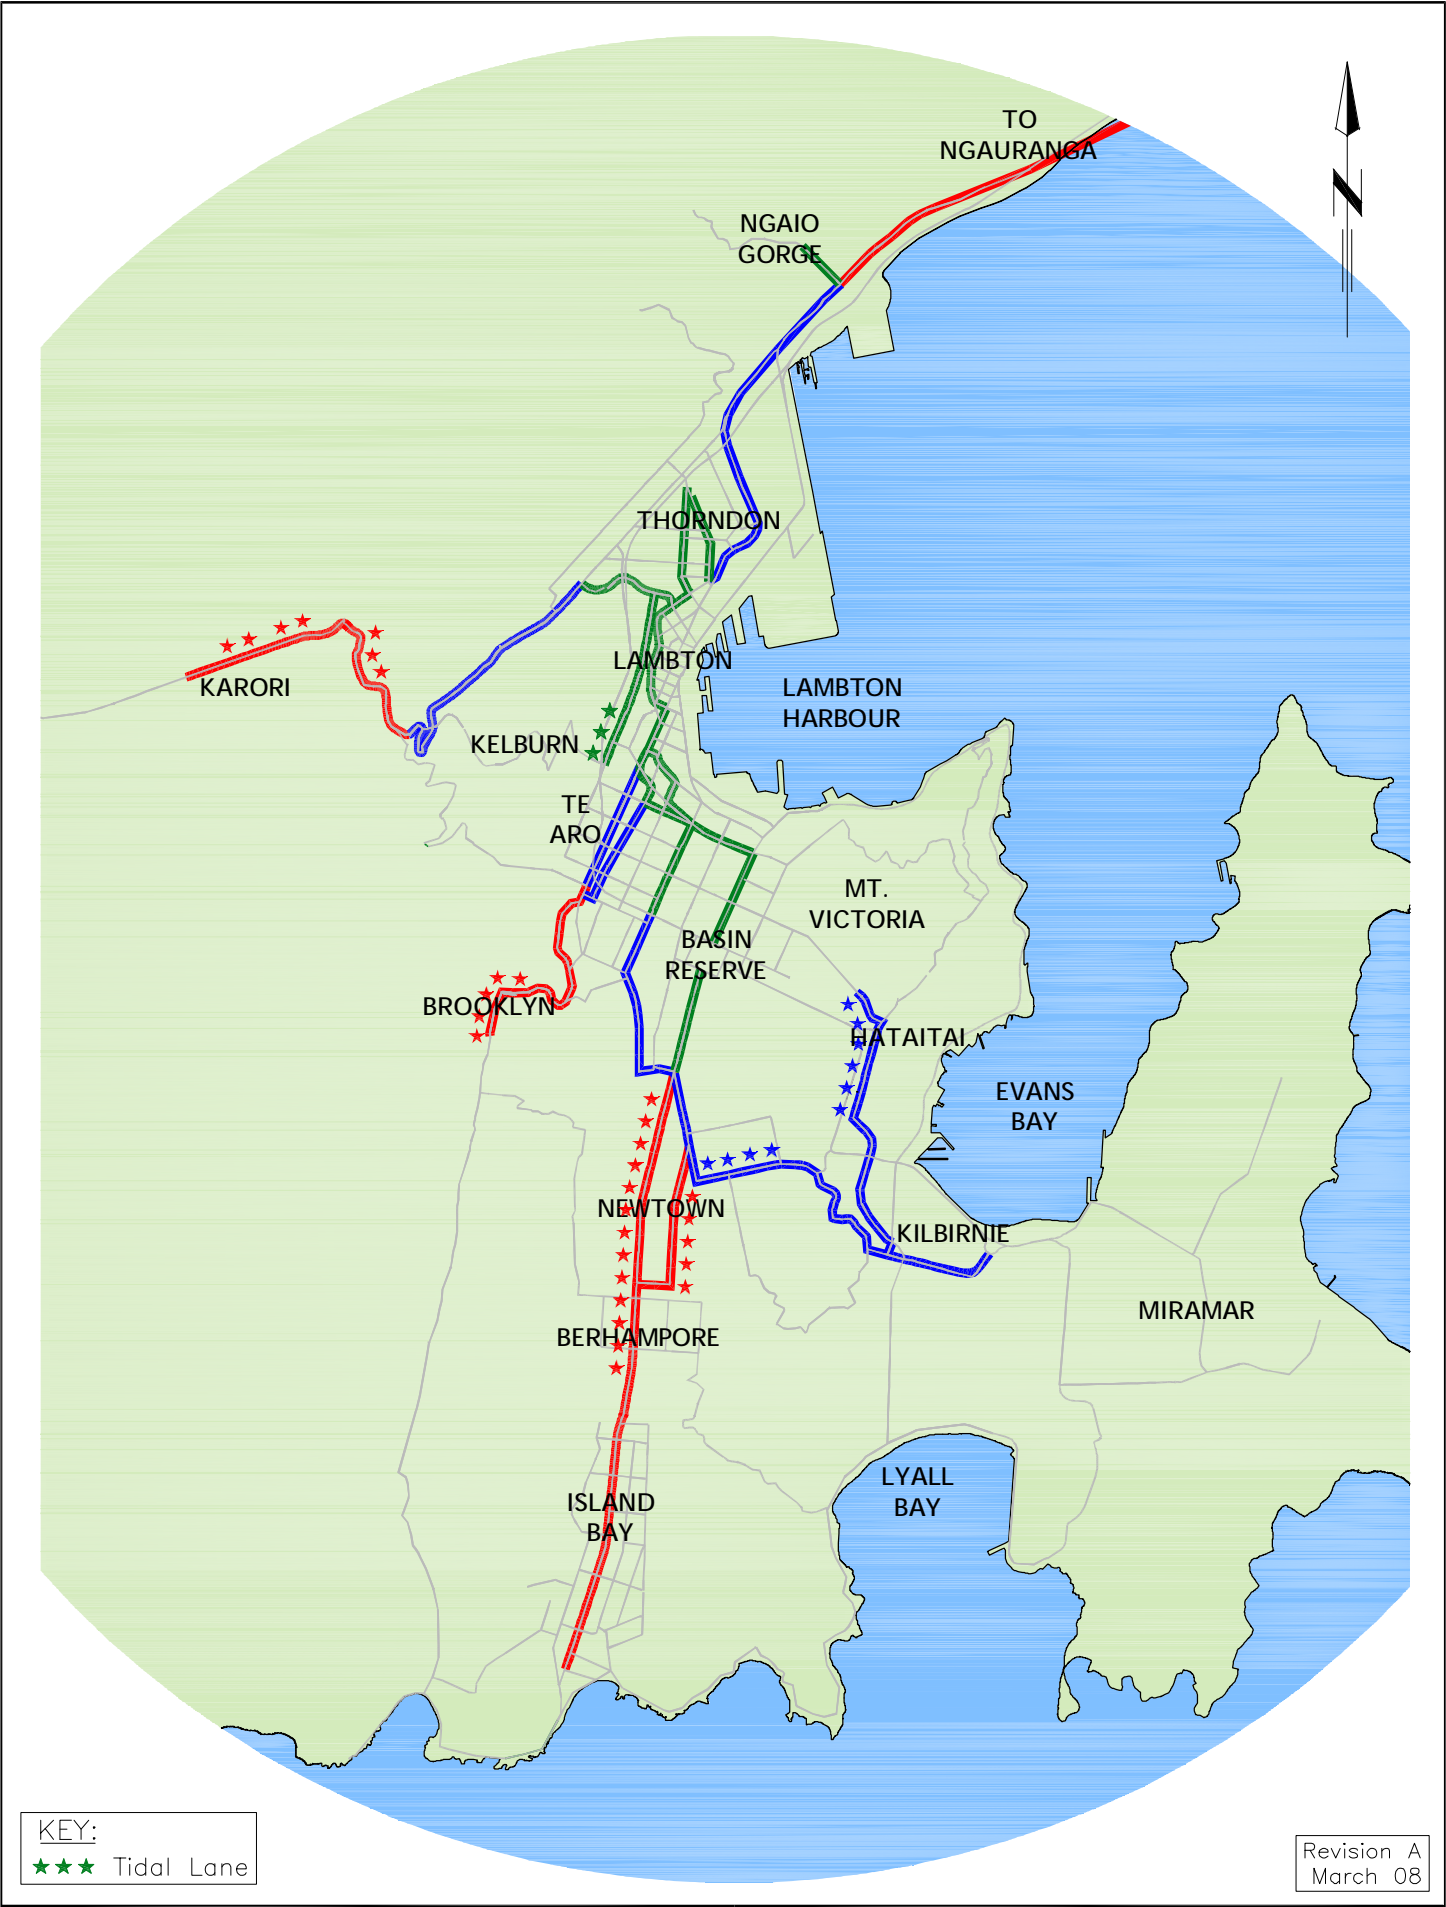 TO
NGAURANGA
N
NGAIO
GORGE
THORNDON
LAMBTON
KARORI
LAMBTON
HARBOUR
KELBURN
TE
ARO
MT.
VICTORIA
BASIN
RESERVE
BROOKLYN
HATAITAI
EVANS
BAY
NEWTOWN
KILBIRNIE
MIRAMAR
BERHAMPORE
LYALL
BAY
ISLAND
BAY
KEY:
Tidal Lane
Revision A
March 08